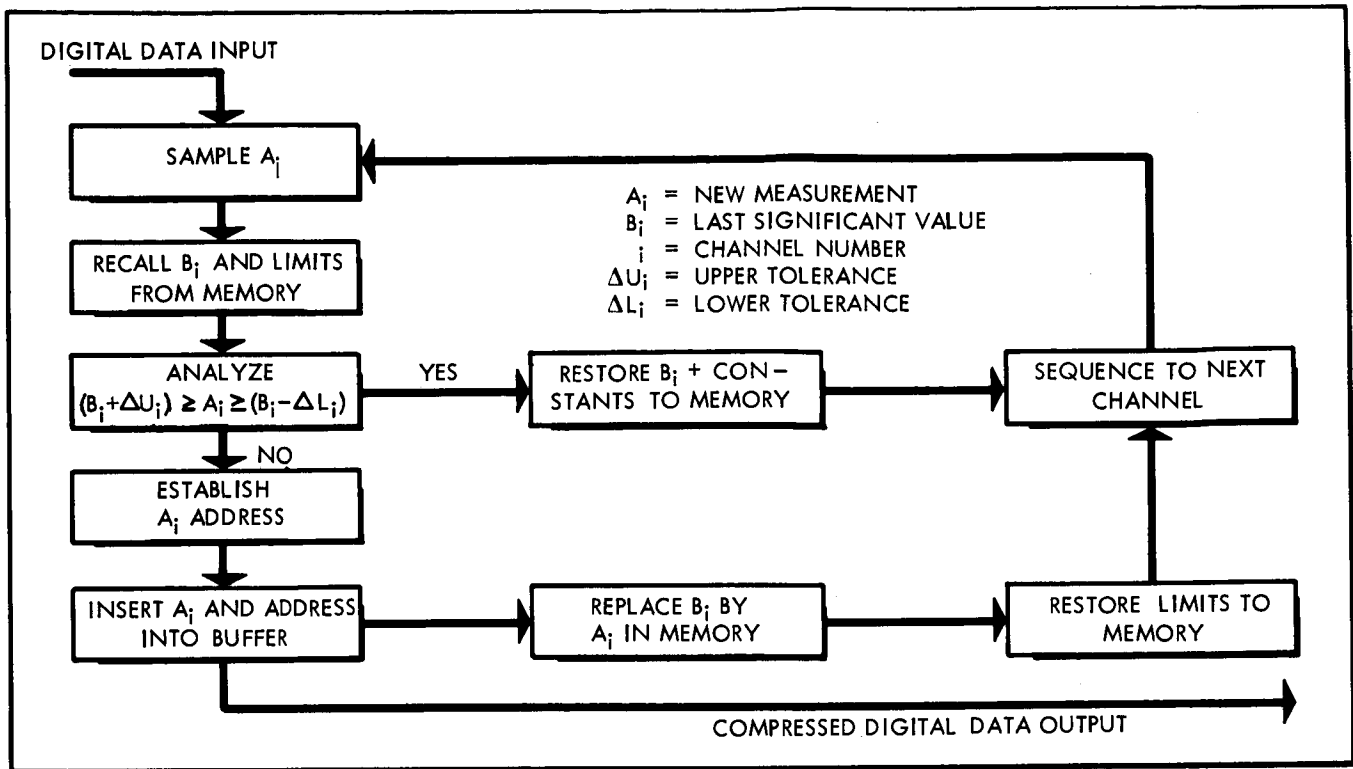 DIGITAL DATA INPUT
SAMPLE Ai
Ai = NEW MEASUREMENT
Bi = LAST SIGNIFICANT VALUE
i = CHANNEL NUMBER
ΔUi = UPPER TOLERANCE
ΔLi = LOWER TOLERANCE
RECALL Bi AND LIMITS
FROM MEMORY
ANALYZE
(Bi+ΔUi) ≥ Ai ≥ (Bi-ΔLi)
YES
RESTORE Bi + CON-
STANTS TO MEMORY
SEQUENCE TO NEXT
CHANNEL
NO
ESTABLISH
Ai ADDRESS
INSERT Ai AND ADDRESS
INTO BUFFER
REPLACE Bi BY
Ai IN MEMORY
RESTORE LIMITS TO
MEMORY
COMPRESSED DIGITAL DATA OUTPUT